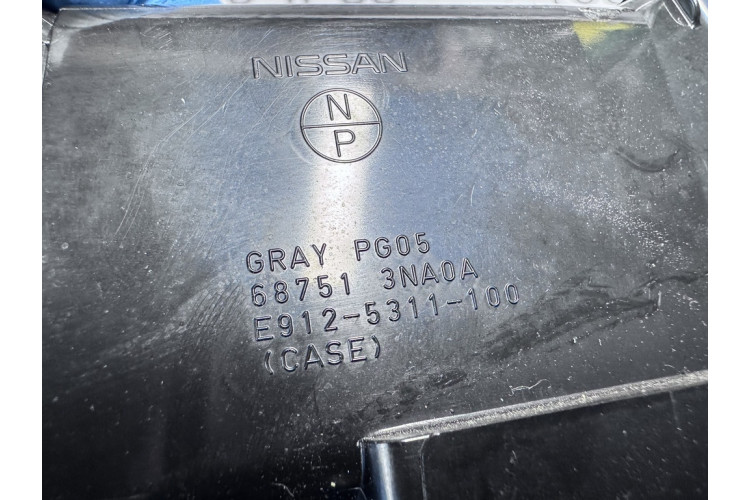 NISSAN
N
P
GRAY PG05
68751 3NA0A
E912-5311-100
(CASE)